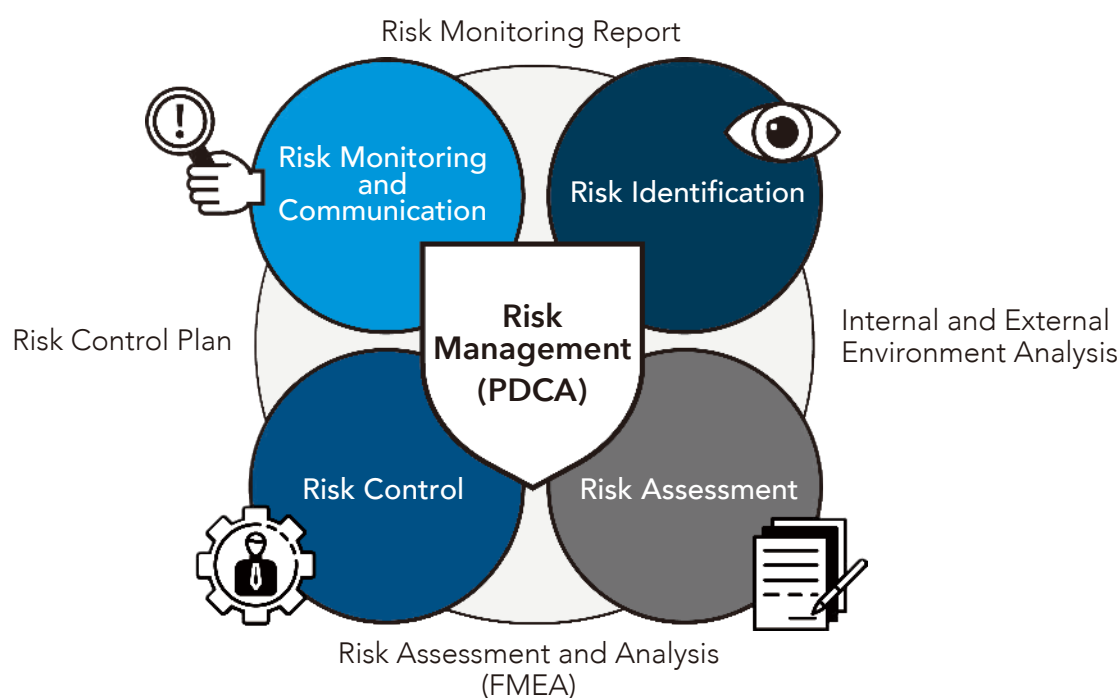 Risk Monitoring Report
Risk Monitoring
and
Communication
Risk Identification
Risk Control Plan
Risk
Management
(PDCA)
Internal and External
Environment Analysis
Risk Control
Risk Assessment
Risk Assessment and Analysis
(FMEA)